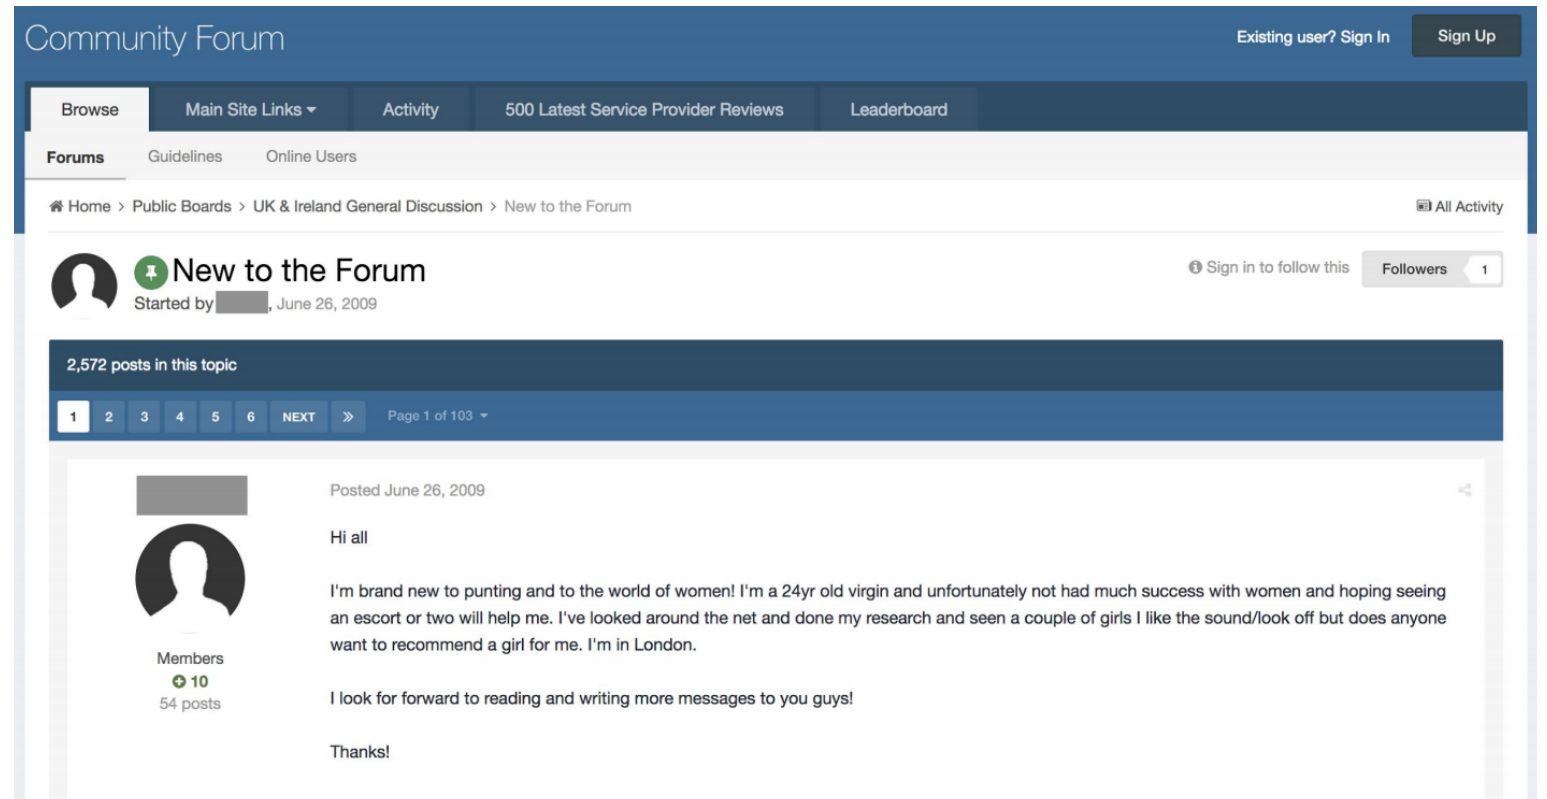 Community Forum
Existing user? Sign In
Sign Up
Browse
Main Site Links
Activity
500 Latest Service Provider Reviews
Leaderboard
Forums
Guidelines
Online Users
Home > Public Boards > UK & Ireland General Discussion > New to the Forum
All Activity
New to the Forum
Started by , June 26, 2009
Sign in to follow this
Followers 1
2,572 posts in this topic
1 2 3 4 5 6 NEXT » Page 1 of 103
Posted June 26, 2009
Members
10
54 posts
Hi all
I'm brand new to punting and to the world of women! I'm a 24yr old virgin and unfortunately not had much success with women and hoping seeing
an escort or two will help me. I've looked around the net and done my research and seen a couple of girls I like the sound/look off but does anyone
want to recommend a girl for me. I'm in London.
I look for forward to reading and writing more messages to you guys!
Thanks!